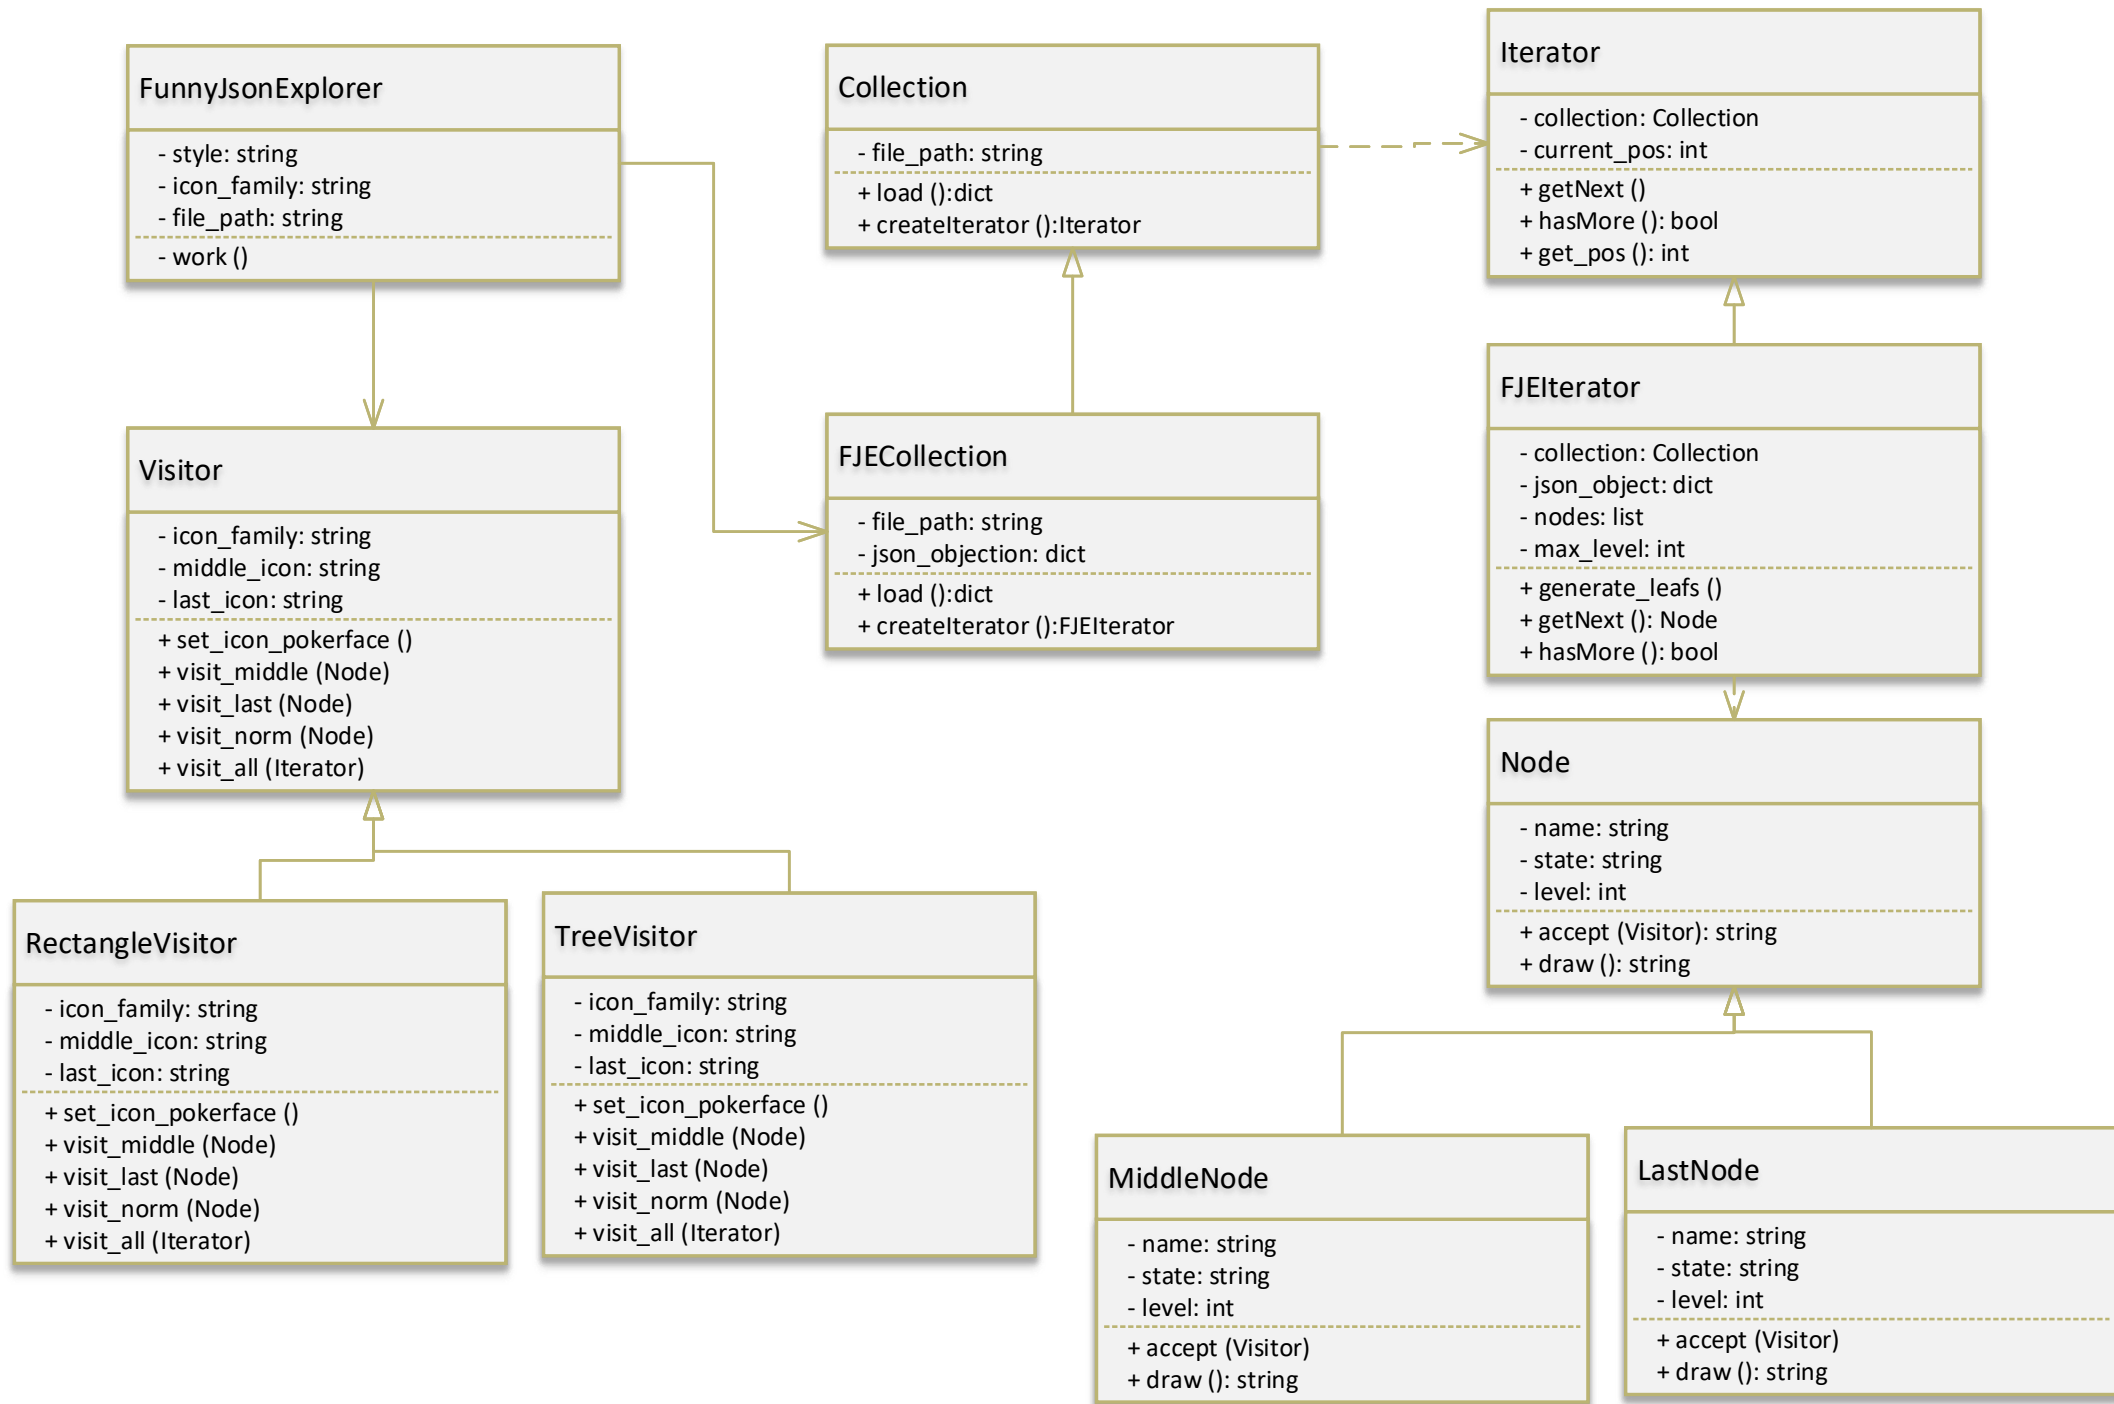 FunnyJsonExplorer
- style: string
- icon_family: string
- file_path: string
- work ()
Collection
- file_path: string
+ load ():dict
+ createIterator ():Iterator
Iterator
- collection: Collection
- current_pos: int
+ getNext ()
+ hasMore (): bool
+ get_pos (): int
Visitor
- icon_family: string
- middle_icon: string
- last_icon: string
+ set_icon_pokerface ()
+ visit_middle (Node)
+ visit_last (Node)
+ visit_norm (Node)
+ visit_all (Iterator)
FJECollection
- file_path: string
- json_objection: dict
+ load ():dict
+ createIterator ():FJEIterator
FJEIterator
- collection: Collection
- json_object: dict
- nodes: list
- max_level: int
+ generate_leafs ()
+ getNext (): Node
+ hasMore (): bool
Node
- name: string
- state: string
- level: int
+ accept (Visitor): string
+ draw (): string
RectangleVisitor
- icon_family: string
- middle_icon: string
- last_icon: string
+ set_icon_pokerface ()
+ visit_middle (Node)
+ visit_last (Node)
+ visit_norm (Node)
+ visit_all (Iterator)
TreeVisitor
- icon_family: string
- middle_icon: string
- last_icon: string
+ set_icon_pokerface ()
+ visit_middle (Node)
+ visit_last (Node)
+ visit_norm (Node)
+ visit_all (Iterator)
MiddleNode
- name: string
- state: string
- level: int
+ accept (Visitor)
+ draw (): string
LastNode
- name: string
- state: string
- level: int
+ accept (Visitor)
+ draw (): string